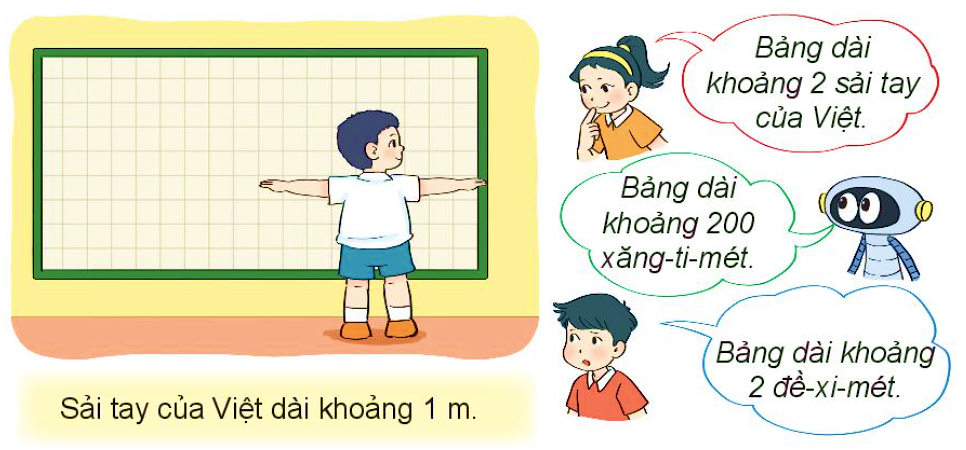 Bảng dài
khoảng 2 sải tay
của Việt.
Bảng dài
khoảng 200
xăng-ti-mét.
Bảng dài khoảng
2 đề-xi-mét.
Sải tay của Việt dài khoảng 1 m.